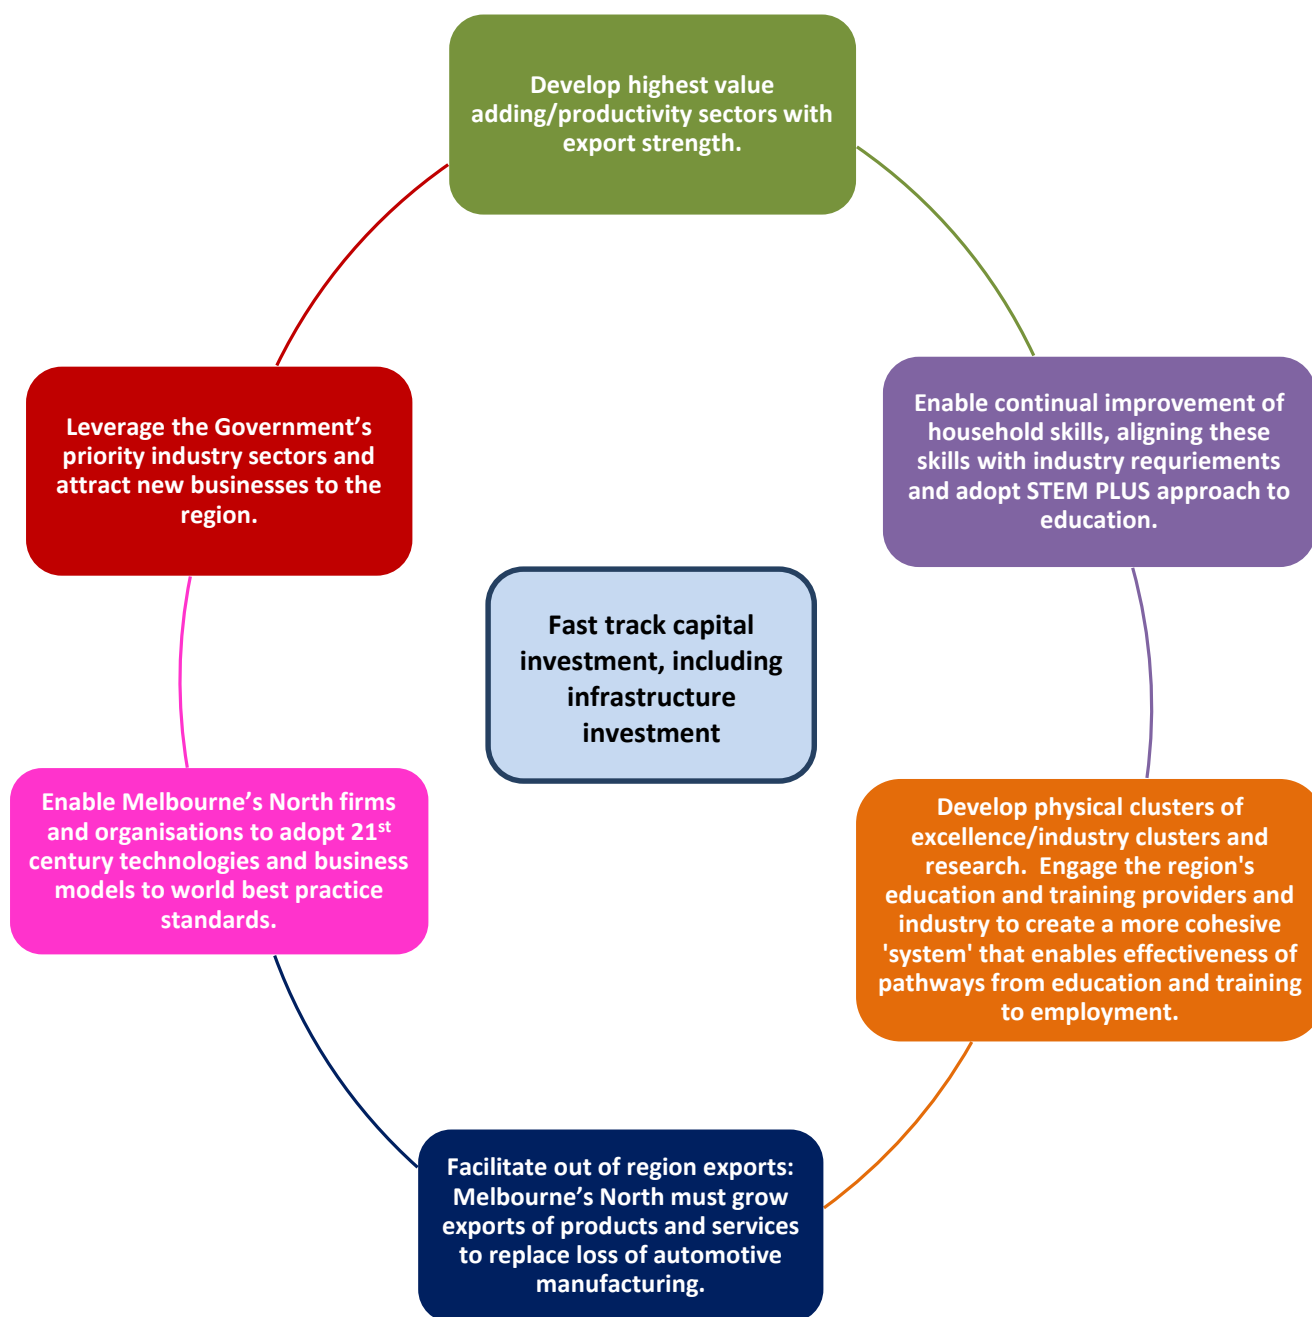 Develop highest value
adding/productivity sectors with
export strength.
Enable continual improvement of
household skills, aligning these
skills with industry requriements
and adopt STEM PLUS approach to
education.
Develop physical clusters of
excellence/industry clusters and
research.  Engage the region's
education and training providers and
industry to create a more cohesive
'system' that enables effectiveness of
pathways from education and training
to employment.
Facilitate out of region exports:
Melbourne’s North must grow
exports of products and services
to replace loss of automotive
manufacturing.
Enable Melbourne’s North firms
and organisations to adopt 21st
century technologies and business
models to world best practice
standards.
Leverage the Government’s
priority industry sectors and
attract new businesses to the
region.
Fast track capital
investment, including
infrastructure
investment